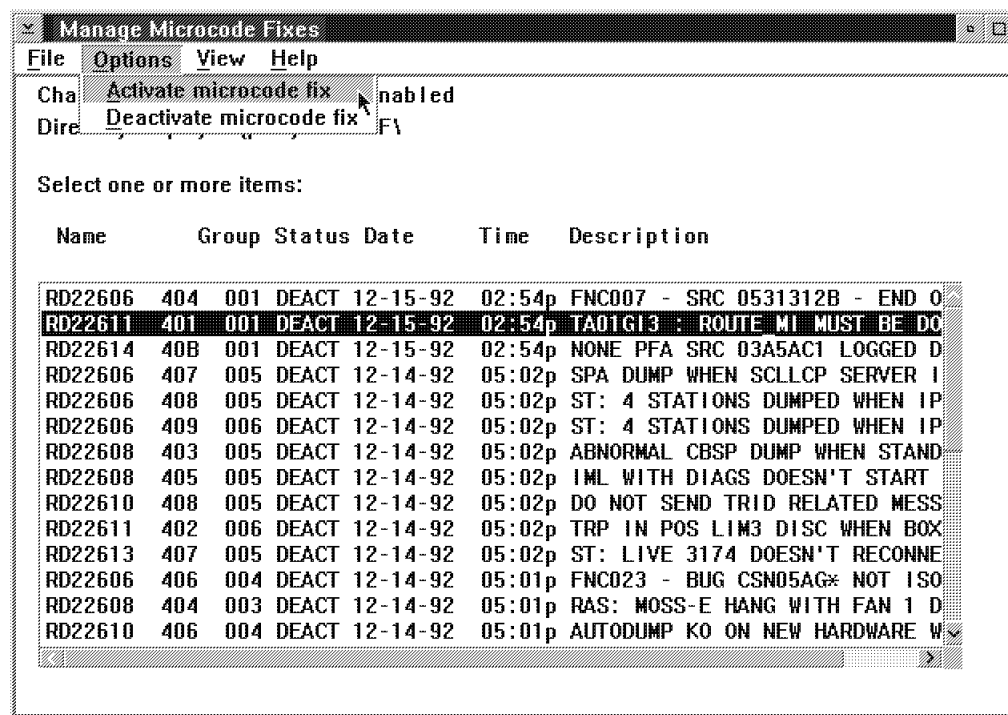 Manage Microcode Fixes
File Options View Help
Activate microcode fix
Deactivate microcode fix
Cha nabled
Dire F\
Select one or more items:
Name Group Status Date Time Description
RD22606 404 001 DEACT 12-15-92 02:54p FNC007 - SRC 0531312B - END O
RD22611 401 001 DEACT 12-15-92 02:54p TA01GI3 : ROUTE MI MUST BE DO
RD22614 40B 001 DEACT 12-15-92 02:54p NONE PFA SRC 03A5AC1 LOGGED D
RD22606 407 005 DEACT 12-14-92 05:02p SPA DUMP WHEN SCLLCP SERVER I
RD22606 408 005 DEACT 12-14-92 05:02p ST: 4 STATIONS DUMPED WHEN IP
RD22606 409 006 DEACT 12-14-92 05:02p ST: 4 STATIONS DUMPED WHEN IP
RD22608 403 005 DEACT 12-14-92 05:02p ABNORMAL CBSP DUMP WHEN STAND
RD22608 405 005 DEACT 12-14-92 05:02p IML WITH DIAGS DOESN'T START
RD22610 408 005 DEACT 12-14-92 05:02p DO NOT SEND TRID RELATED MESS
RD22611 402 006 DEACT 12-14-92 05:02p TRP IN POS LIM3 DISC WHEN BOX
RD22613 407 005 DEACT 12-14-92 05:02p ST: LIVE 3174 DOESN'T RECONNE
RD22606 406 004 DEACT 12-14-92 05:01p FNC023 - BUG CSN05AG* NOT ISO
RD22608 404 003 DEACT 12-14-92 05:01p RAS: MOSS-E HANG WITH FAN 1 D
RD22610 406 004 DEACT 12-14-92 05:01p AUTODUMP KO ON NEW HARDWARE W